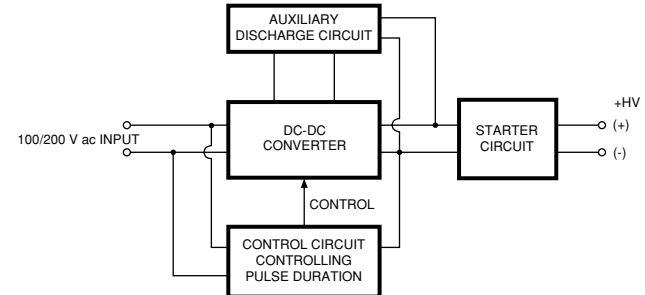 AUXILIARY
DISCHARGE CIRCUIT
100/200 V ac INPUT
DC-DC
CONVERTER
STARTER
CIRCUIT
+HV
(+)
(-)
CONTROL
CONTROL CIRCUIT
CONTROLLING
PULSE DURATION